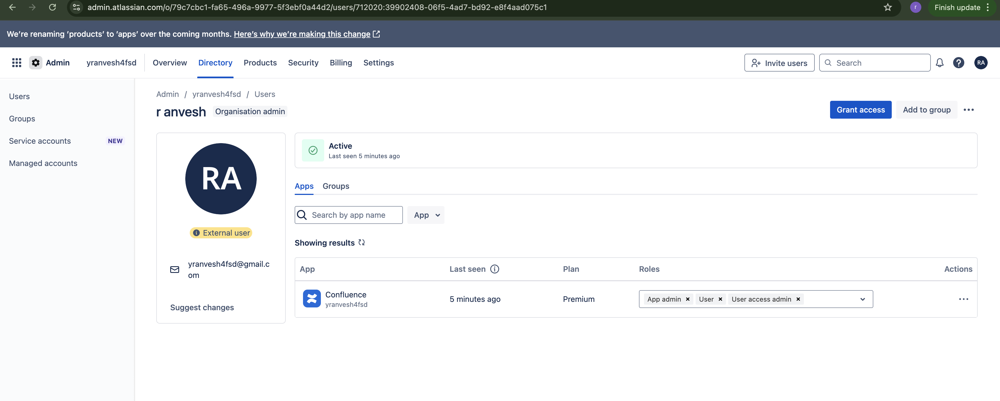 admin.atlassian.com/o/79c7cbc1-fa65-496a-9977-5f3ebf0a44d2/users/712020:39902408-06f5-4ad7-bd92-e8f4aad075c1
r
Finish update
We’re renaming ’products’ to ’apps’ over the coming months. Here’s why we’re making this change
Admin
yranvesh4fsd
Overview
Directory
Products
Security
Billing
Settings
Invite users
Search
RA
Users
Groups
Service accounts NEW
Managed accounts
Admin / yranvesh4fsd / Users
r anvesh Organisation admin
Grant access
Add to group
RA
External user
yranvesh4fsd@gmail.c
om
Suggest changes
Active
Last seen 5 minutes ago
Apps Groups
Search by app name
App
Showing results
App Last seen Plan Roles Actions
Confluence
yranvesh4fsd
5 minutes ago
Premium
App admin
User
User access admin